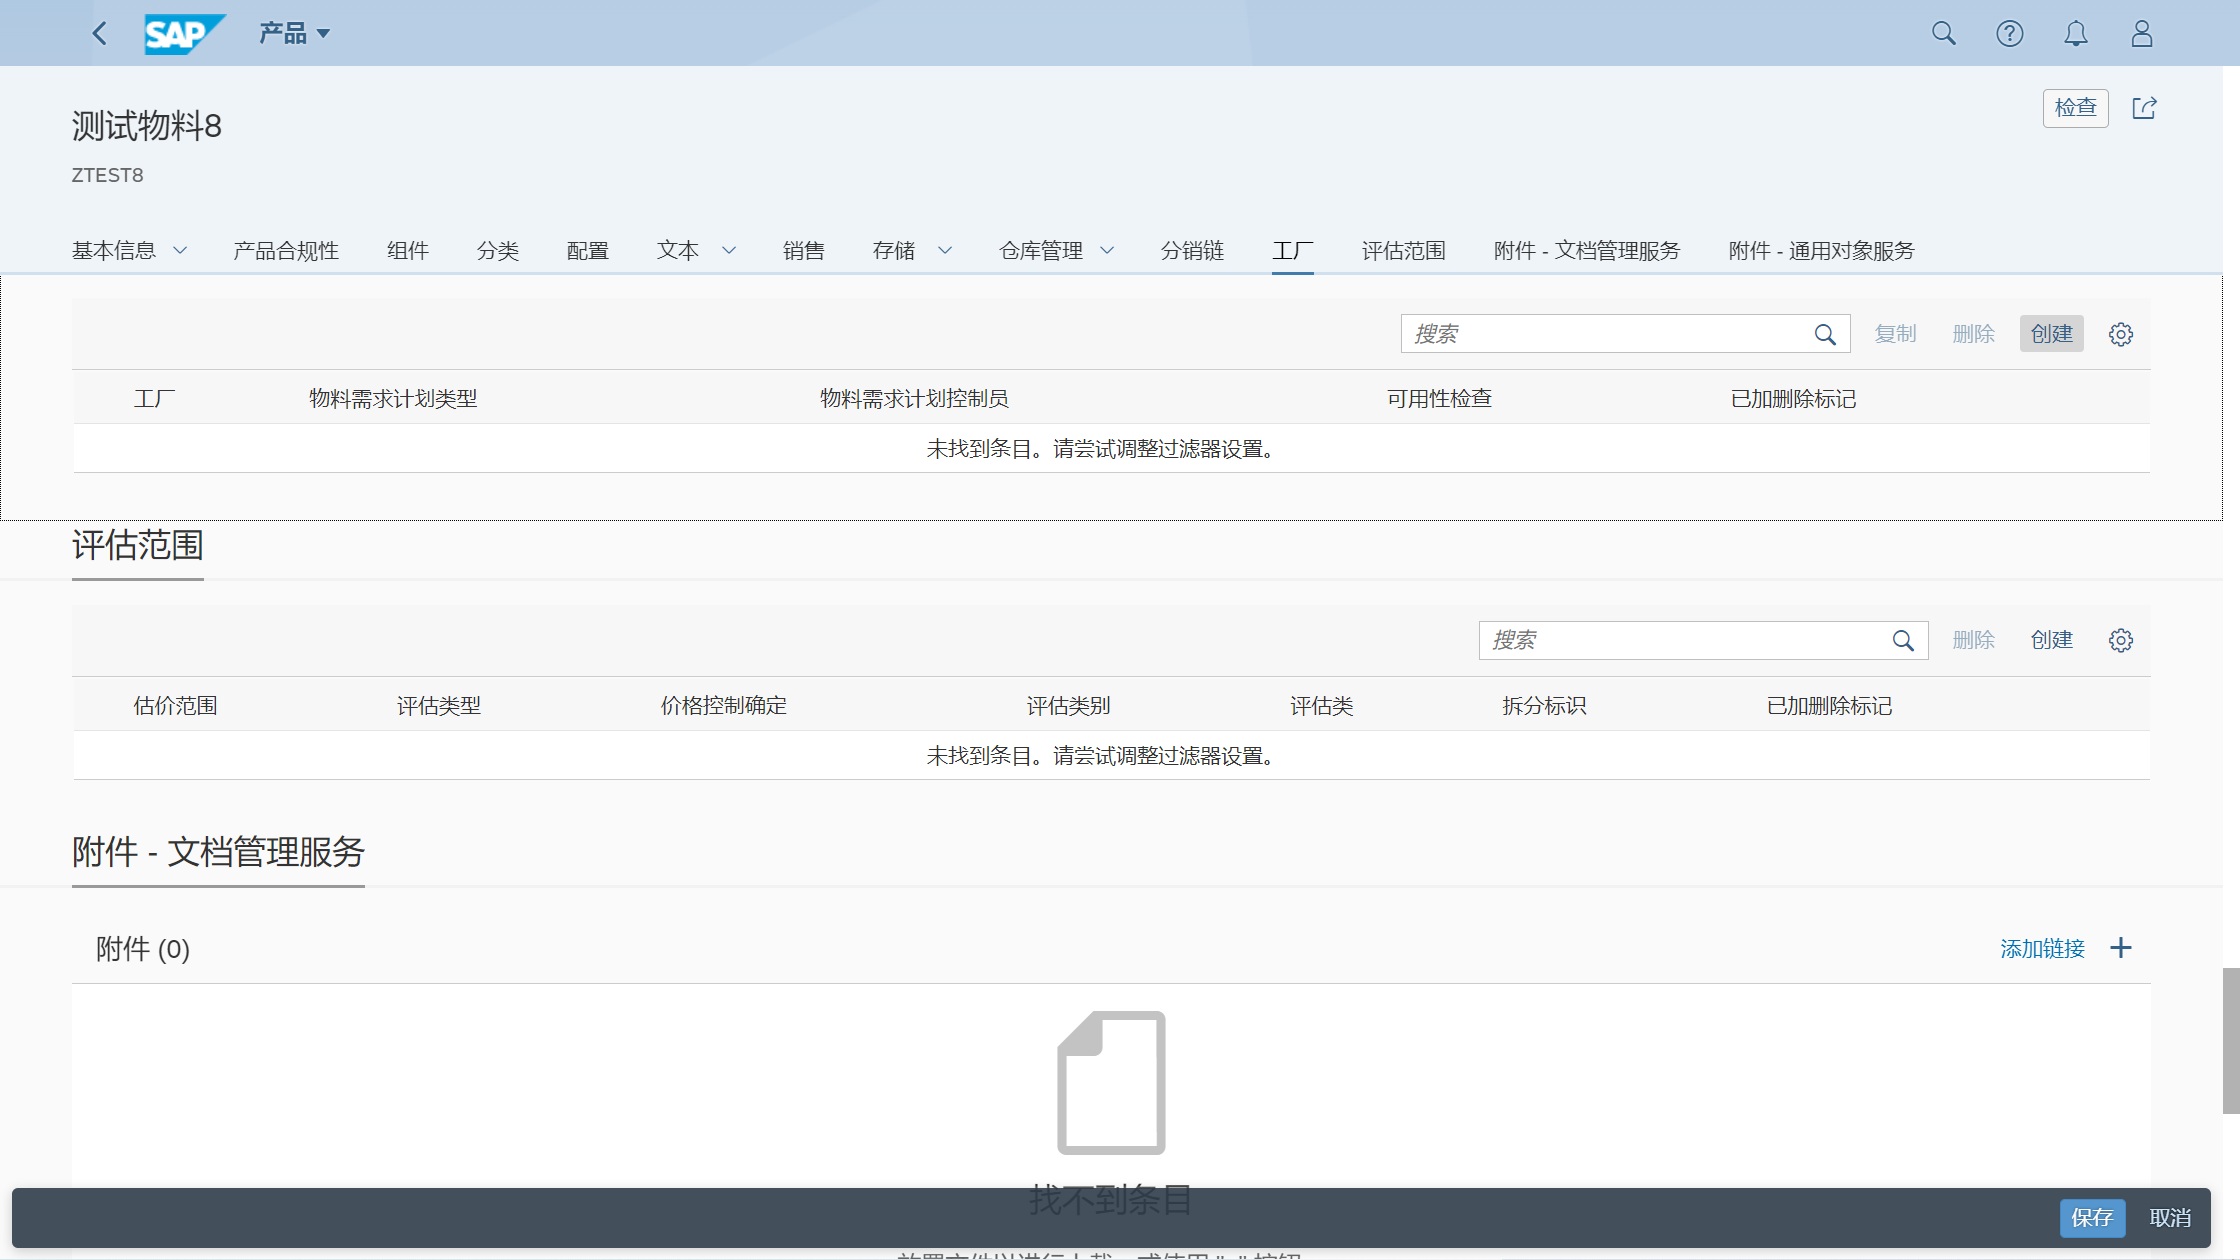 SAP 产品
检查
测试物料8
ZTEST8
基本信息 产品合规性 组件 分类 配置 文本 销售 存储 仓库管理 分销链 工厂 评估范围 附件 - 文档管理服务 附件 - 通用对象服务
搜索 复制 删除 创建
工厂 物料需求计划类型 物料需求计划控制员 可用性检查 已加删除标记
未找到条目。请尝试调整过滤器设置。
评估范围
搜索 删除 创建
估价范围 评估类型 价格控制确定 评估类别 评估类 拆分标识 已加删除标记
未找到条目。请尝试调整过滤器设置。
附件 - 文档管理服务
附件 (0) 添加链接
找不到条目
保存 取消